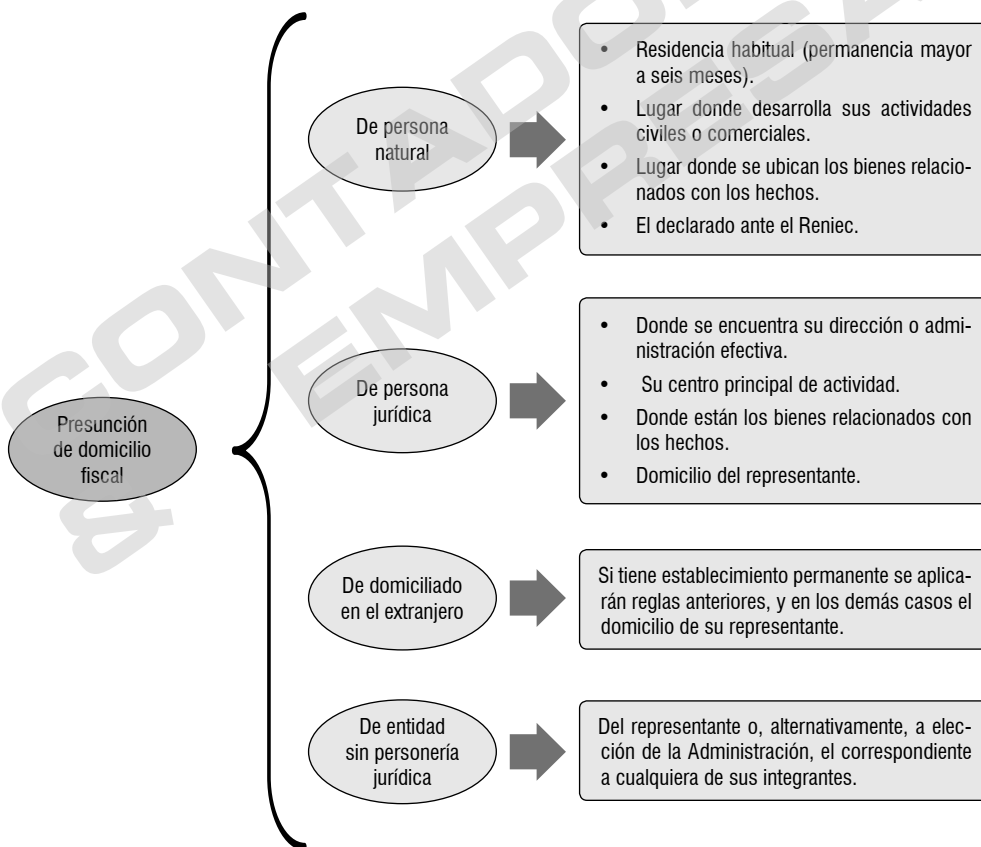 CONTADORES
& EMPRESAS
Presunción
de domicilio
fiscal
De persona
natural
• Residencia habitual (permanencia mayor
a seis meses).
• Lugar donde desarrolla sus actividades
civiles o comerciales.
• Lugar donde se ubican los bienes relacio-
nados con los hechos.
• El declarado ante el Reniec.
De persona
jurídica
• Donde se encuentra su dirección o admi-
nistración efectiva.
• Su centro principal de actividad.
• Donde están los bienes relacionados con
los hechos.
• Domicilio del representante.
De domiciliado
en el extranjero
Si tiene establecimiento permanente se aplica-
rán reglas anteriores, y en los demás casos el
domicilio de su representante.
De entidad
sin personería
jurídica
Del representante o, alternativamente, a elec-
ción de la Administración, el correspondiente
a cualquiera de sus integrantes.